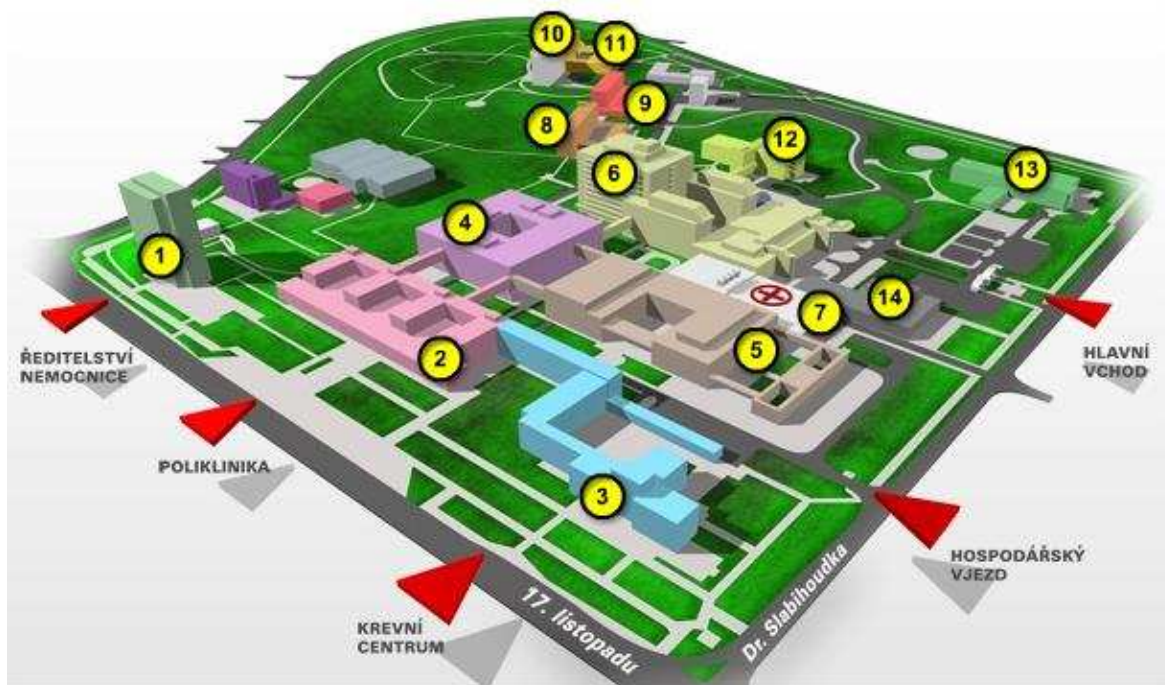 10
11
9
8
12
6
13
4
1
14
7
5
2
3
ŘEDITELSTVÍ
NEMOCNICE
HLAVNÍ
VCHOD
POLIKLINIKA
HOSPODÁŘSKÝ
VJEZD
KREVNÍ
CENTRUM
17. listopadu
Dr. Slabihoudka